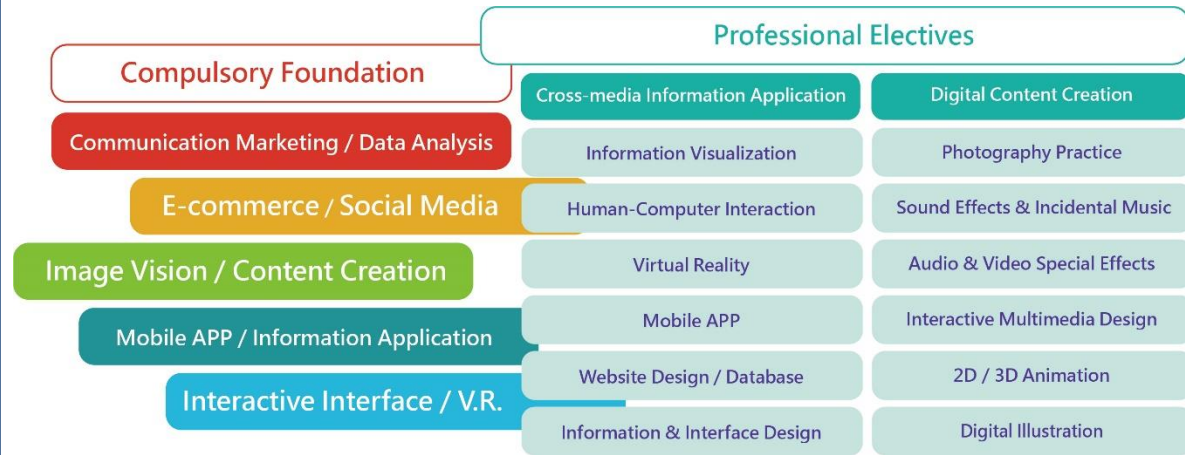 Professional Electives
Compulsory Foundation
Cross-media Information Application
Digital Content Creation
Communication Marketing / Data Analysis
Information Visualization
Photography Practice
E-commerce / Social Media
Human-Computer Interaction
Sound Effects & Incidental Music
Image Vision / Content Creation
Virtual Reality
Audio & Video Special Effects
Mobile APP / Information Application
Mobile APP
Interactive Multimedia Design
Interactive Interface / V.R.
Website Design / Database
2D / 3D Animation
Information & Interface Design
Digital Illustration